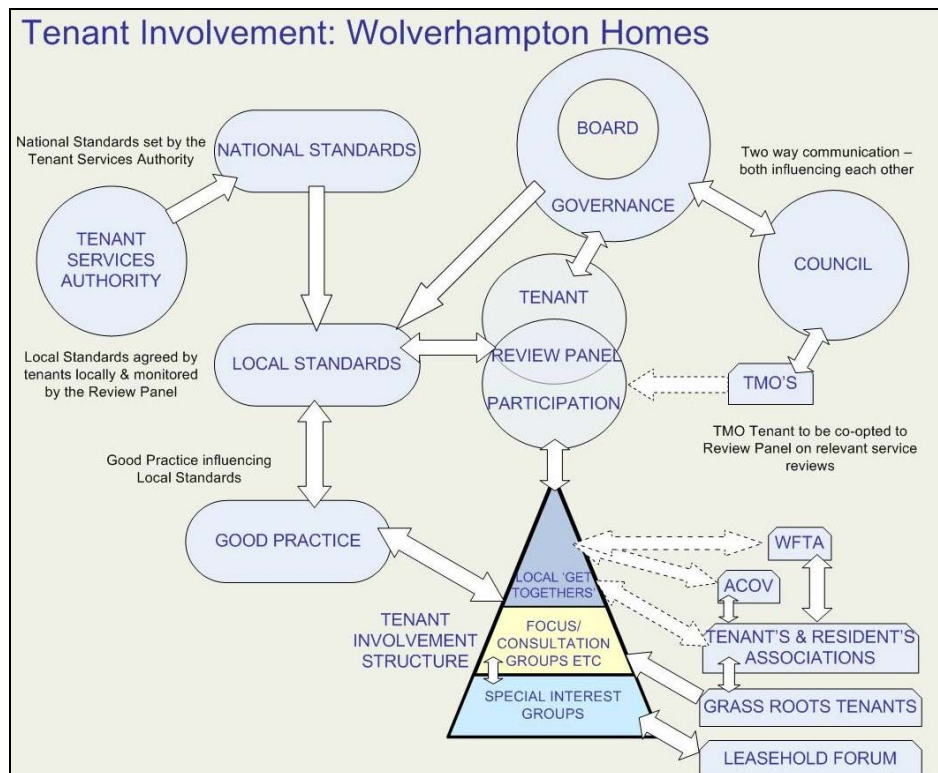 Tenant Involvement: Wolverhampton Homes
National Standards set by the
Tenant Services Authority
NATIONAL STANDARDS
BOARD
GOVERNANCE
Two way communication –
both influencing each other
TENANT
SERVICES
AUTHORITY
COUNCIL
TENANT
REVIEW PANEL
PARTICIPATION
Local Standards agreed by
tenants locally & monitored
by the Review Panel
LOCAL STANDARDS
TMO'S
TMO Tenant to be co-opted to
Review Panel on relevant service
reviews
Good Practice influencing
Local Standards
GOOD PRACTICE
TENANT
INVOLVEMENT
STRUCTURE
LOCAL 'GET
TOGETHERS'
FOCUS/
CONSULTATION
GROUPS ETC
SPECIAL INTEREST
GROUPS
WFTA
ACOV
TENANT'S & RESIDENT'S
ASSOCIATIONS
GRASS ROOTS TENANTS
LEASEHOLD FORUM